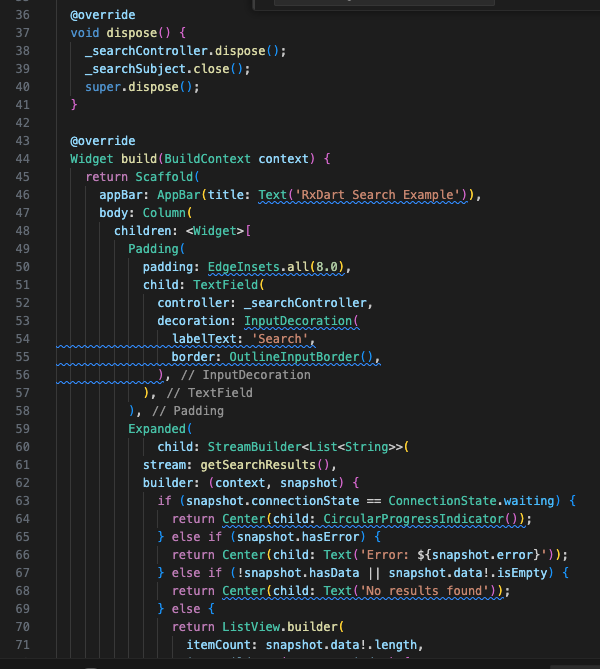 36 @override
37 void dispose() {
38 _searchController.dispose();
39 _searchSubject.close();
40 super.dispose();
41 }
42
43 @override
44 Widget build(BuildContext context) {
45 return Scaffold(
46 appBar: AppBar(title: Text('RxDart Search Example')),
47 body: Column(
48 children: <Widget>[
49 Padding(
50 padding: EdgeInsets.all(8.0),
51 child: TextField(
52 controller: _searchController,
53 decoration: InputDecoration(
54 labelText: 'Search',
55 border: OutlineInputBorder(),
56 ), // InputDecoration
57 ), // TextField
58 ), // Padding
59 Expanded(
60 child: StreamBuilder<List<String>>(
61 stream: getSearchResults(),
62 builder: (context, snapshot) {
63 if (snapshot.connectionState == ConnectionState.waiting) {
64 return Center(child: CircularProgressIndicator());
65 } else if (snapshot.hasError) {
66 return Center(child: Text('Error: ${snapshot.error}'));
67 } else if (!snapshot.hasData || snapshot.data!.isEmpty) {
68 return Center(child: Text('No results found'));
69 } else {
70 return ListView.builder(
71 itemCount: snapshot.data!.length,